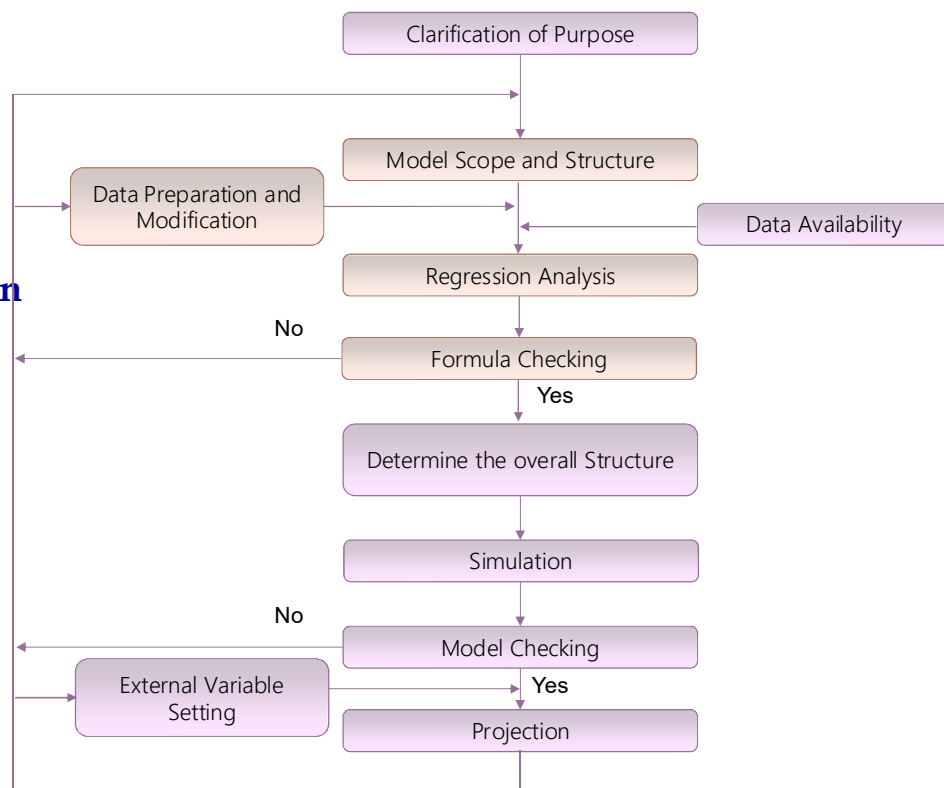 Clarification of Purpose
Model Scope and Structure
Data Preparation and
Modification
Data Availability
Regression Analysis
n
No
Formula Checking
Yes
Determine the overall Structure
Simulation
No
Model Checking
External Variable
Setting
Yes
Projection